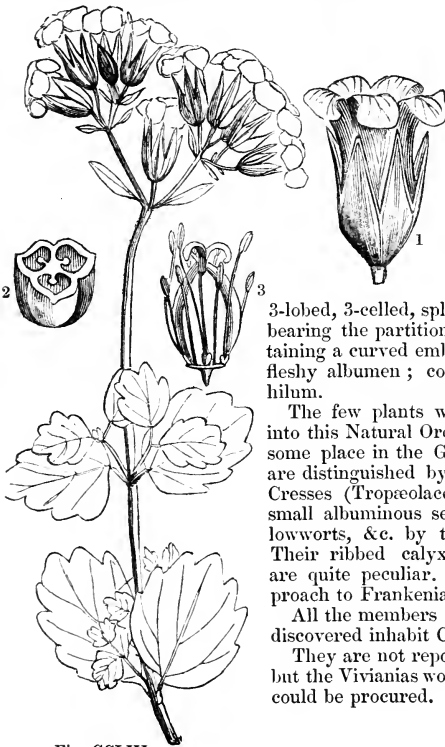 1
2
3
3-lobed, 3-celled, spl
bearing the partition
taining a curved emb
fleshy albumen ; co
hilum.
The few plants w
into this Natural Ord
some place in the G
are distinguished by
Cresses (Tropæolace
small albuminous se
lowworts, &c. by t
Their ribbed calyx
are quite peculiar.
proach to Frankenia
All the members
discovered inhabit C
They are not repo
but the Vivianias wo
could be procured.